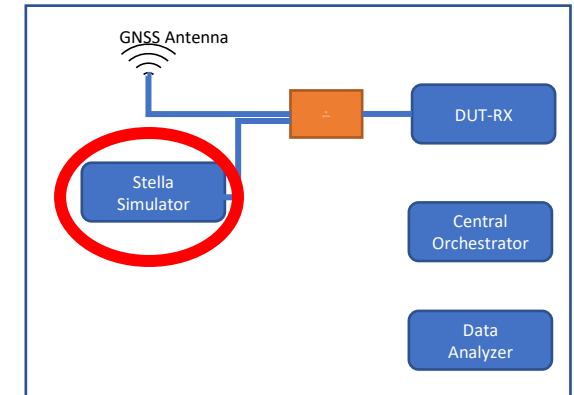 GNSS Antenna
DUT-RX
Stella
Simulator
Central
Orchestrator
Data
Analyzer